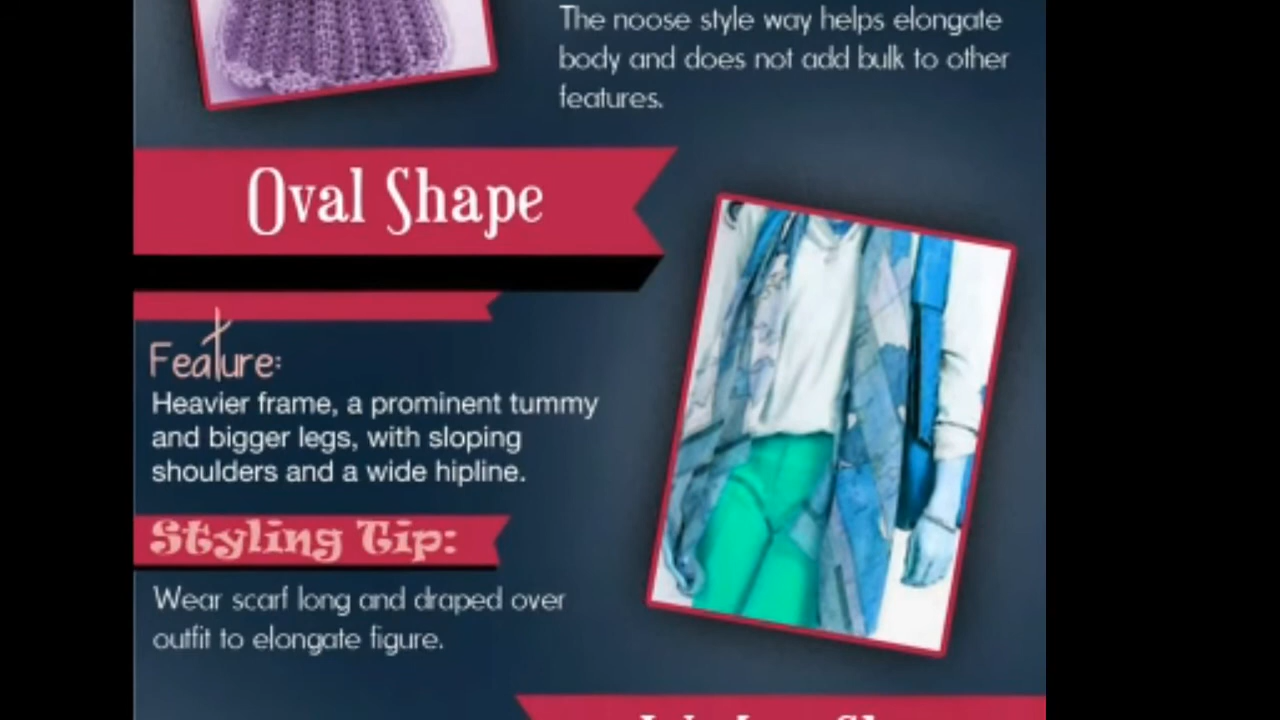 The noose style way helps elongate
body and does not add bulk to other
features.
Oval Shape
Feature:
Heavier frame, a prominent tummy
and bigger legs, with sloping
shoulders and a wide hipline.
Styling Tip:
Wear scarf long and draped over
outfit to elongate figure.